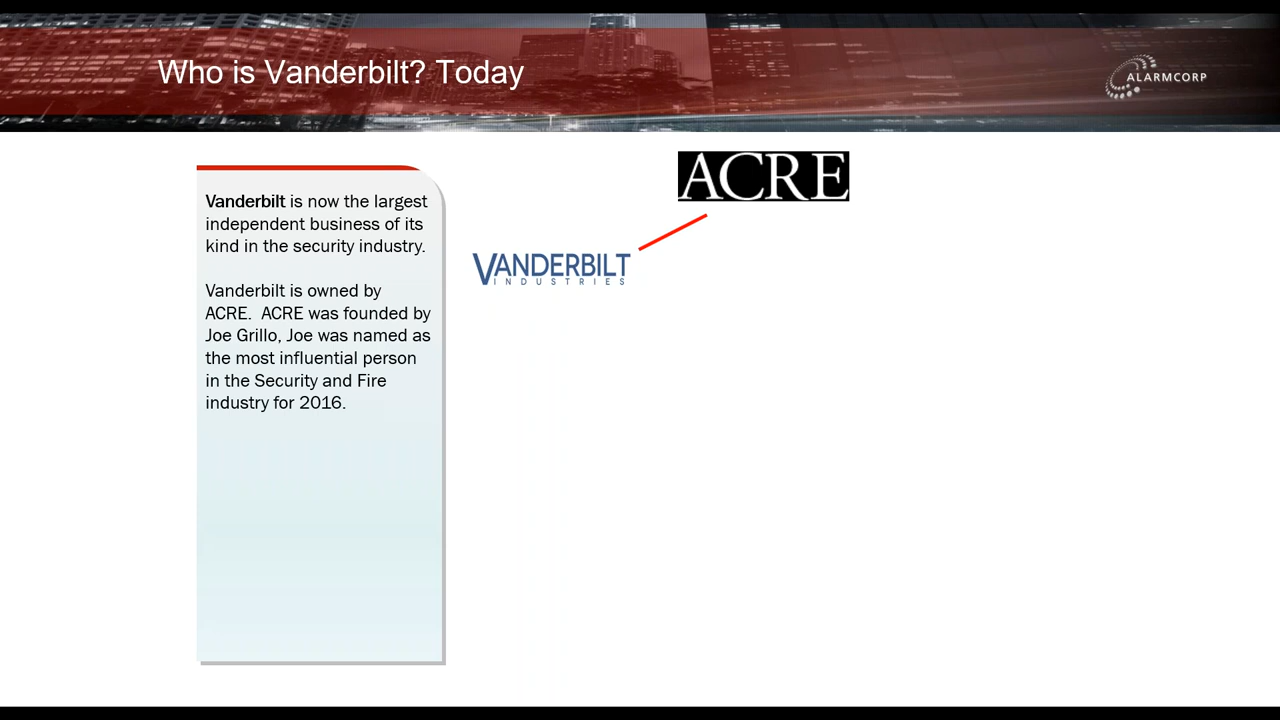 Who is Vanderbilt? Today
ALARMCORP
Vanderbilt is now the largest
independent business of its
kind in the security industry.
Vanderbilt is owned by
ACRE.  ACRE was founded by
Joe Grillo, Joe was named as
the most influential person
in the Security and Fire
industry for 2016.
ACRE
VANDERBILT
INDUSTRIES